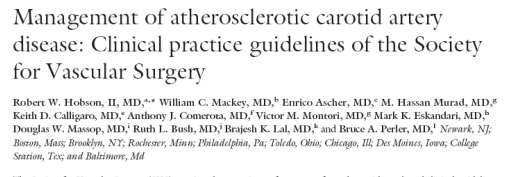 Management of atherosclerotic carotid artery
disease: Clinical practice guidelines of the Society
for Vascular Surgery
Robert W. Hobson, II, MD,a,* William C. Mackey, MD,b Enrico Ascher, MD,c M. Hassan Murad, MD,g
Keith D. Calligaro, MD,e Anthony J. Comerota, MD,f Victor M. Montori, MD,g Mark K. Eskandari, MD,h
Douglas W. Massop, MD,i Ruth L. Bush, MD,j Brajesh K. Lal, MD,k and Bruce A. Perler, MD,l Newark, NJ;
Boston, Mass; Brooklyn, NY; Rochester, Minn; Philadelphia, Pa; Toledo, Ohio; Chicago, Ill; Des Moines, Iowa; College
Station, Tex; and Baltimore, Md